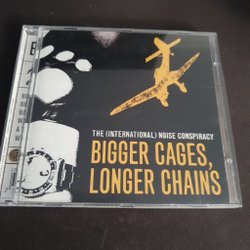 THE (INTERNATIONAL) NOISE CONSPIRACY
BIGGER CAGES,
LONGER CHAINS